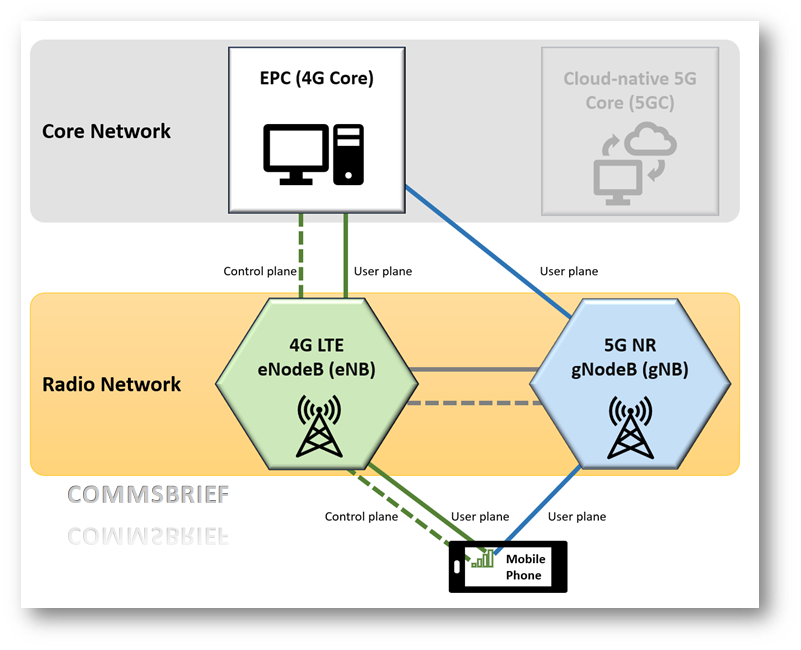 EPC (4G Core)
Cloud-native 5G
Core (5GC)
Core Network
Control plane
User plane
User plane
4G LTE
eNodeB (eNB)
5G NR
gNodeB (gNB)
Radio Network
COMMSBRIEF
Control plane
User plane
User plane
Mobile
Phone